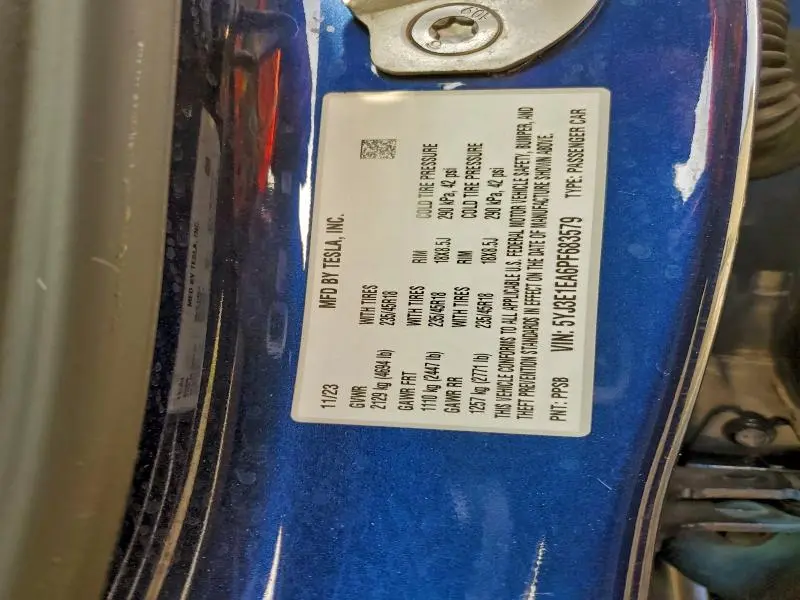 MFD BY TESLA, INC.
11/23
GVWR WITH TIRES RIM COLD TIRE PRESSURE
2129 kg (4694 lb) 235/45R18 18X8.5J 290 kPa, 42 psi
GAWR FRT WITH TIRES RIM COLD TIRE PRESSURE
1110 kg (2447 lb) 235/45R18 18X8.5J 290 kPa, 42 psi
GAWR RR WITH TIRES
1257 kg (2771 lb) 235/45R18
THIS VEHICLE CONFORMS TO ALL APPLICABLE U.S. FEDERAL MOTOR VEHICLE SAFETY, BUMPER, AND
THEFT PREVENTION STANDARDS IN EFFECT ON THE DATE OF MANUFACTURE SHOWN ABOVE.
PNT: PPSB VIN: 5YJ3E1EA6PF683579 TYPE: PASSENGER CAR
MFD BY TESLA, INC.